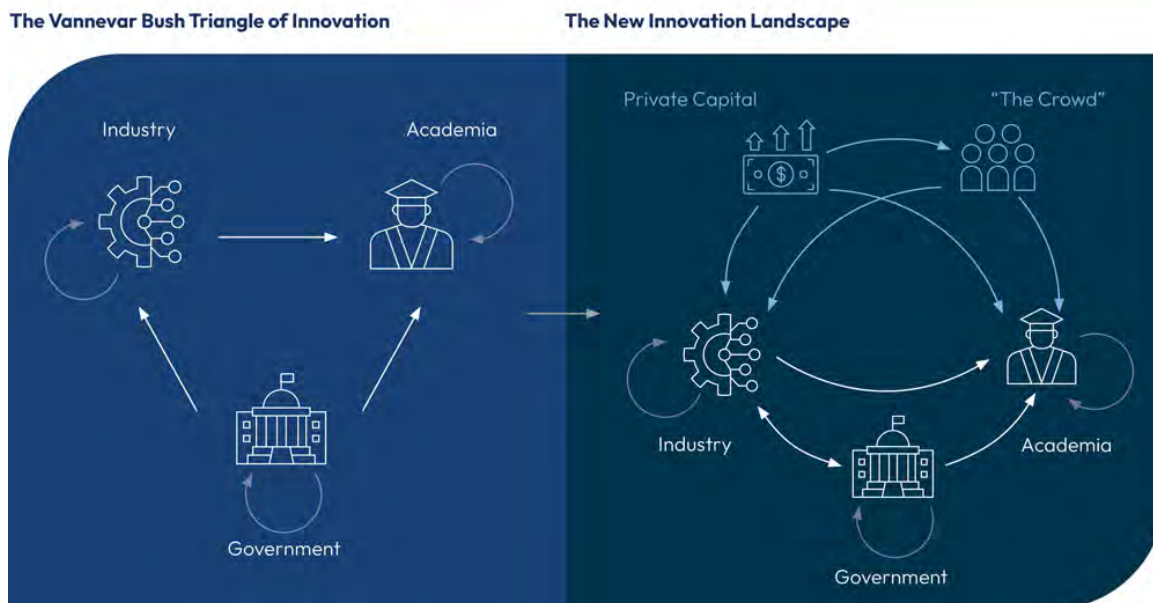 The Vannevar Bush Triangle of Innovation
The New Innovation Landscape
Industry
Academia
Government
Private Capital
“The Crowd”
$
Industry
Academia
Government